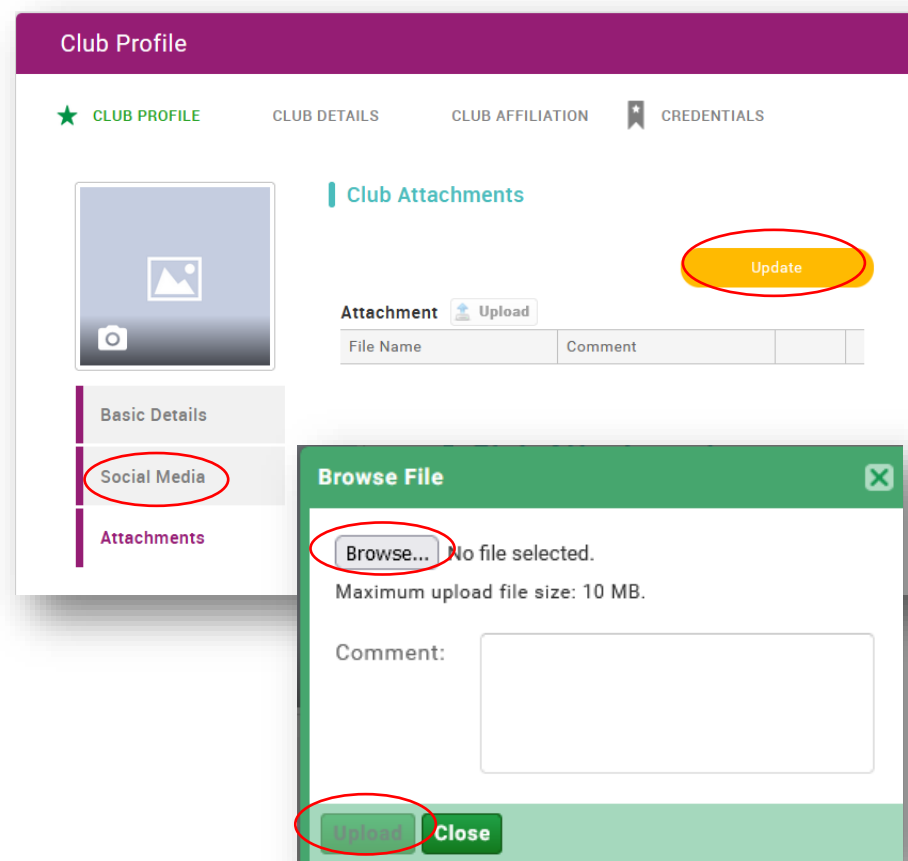 Club Profile
CLUB PROFILE CLUB DETAILS CLUB AFFILIATION CREDENTIALS
Club Attachments
Update
Attachment Upload
File Name Comment
Basic Details
Social Media
Attachments
Browse File
Browse... No file selected.
Maximum upload file size: 10 MB.
Comment:
Upload Close